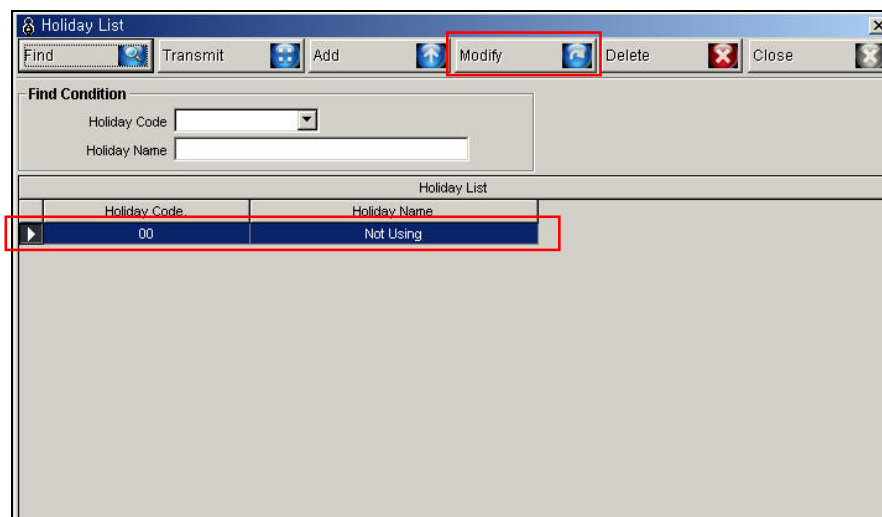 Holiday List
Find Transmit Add Modify Delete Close
Find Condition
Holiday Code
Holiday Name
Holiday List
Holiday Code. Holiday Name
00 Not Using